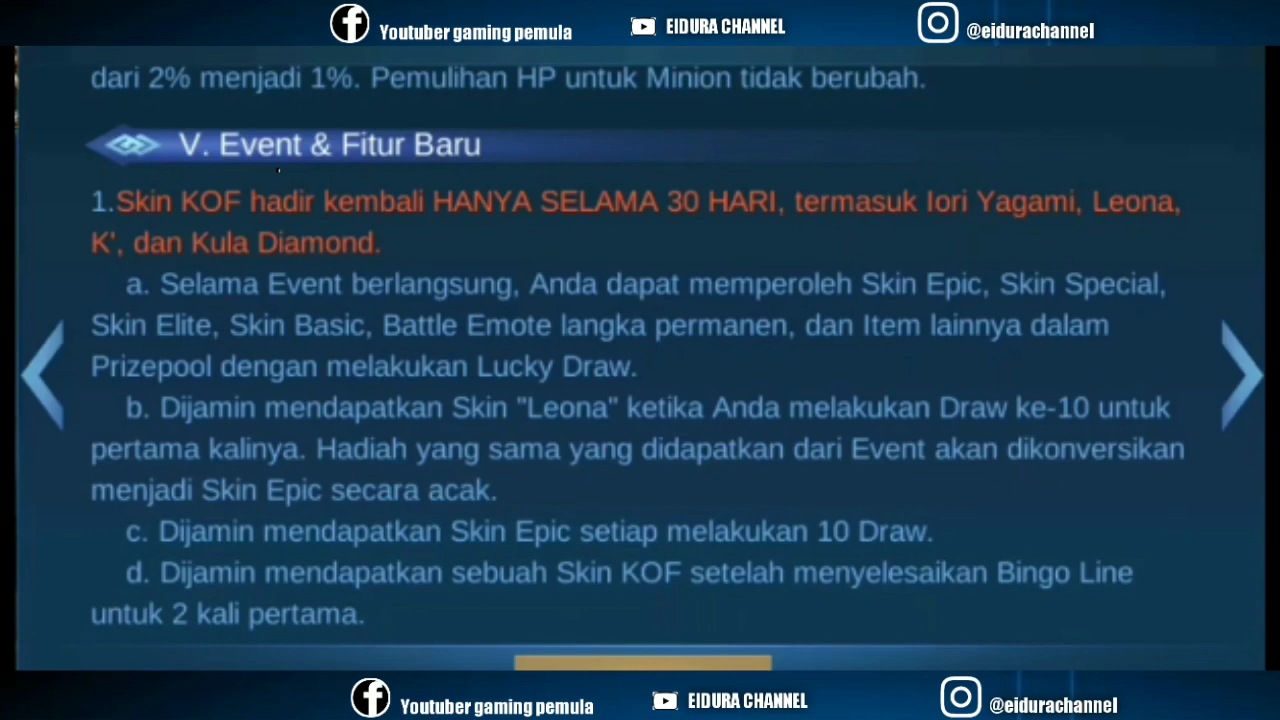 Youtuber gaming pemula EIDURA CHANNEL @eidurachannel
dari 2% menjadi 1%. Pemulihan HP untuk Minion tidak berubah.
V. Event & Fitur Baru
1.Skin KOF hadir kembali HANYA SELAMA 30 HARI, termasuk Iori Yagami, Leona,
K', dan Kula Diamond.
a. Selama Event berlangsung, Anda dapat memperoleh Skin Epic, Skin Special,
Skin Elite, Skin Basic, Battle Emote langka permanen, dan Item lainnya dalam
Prizepool dengan melakukan Lucky Draw.
b. Dijamin mendapatkan Skin "Leona" ketika Anda melakukan Draw ke-10 untuk
pertama kalinya. Hadiah yang sama yang didapatkan dari Event akan dikonversikan
menjadi Skin Epic secara acak.
c. Dijamin mendapatkan Skin Epic setiap melakukan 10 Draw.
d. Dijamin mendapatkan sebuah Skin KOF setelah menyelesaikan Bingo Line
untuk 2 kali pertama.
Youtuber gaming pemula EIDURA CHANNEL @eidurachannel